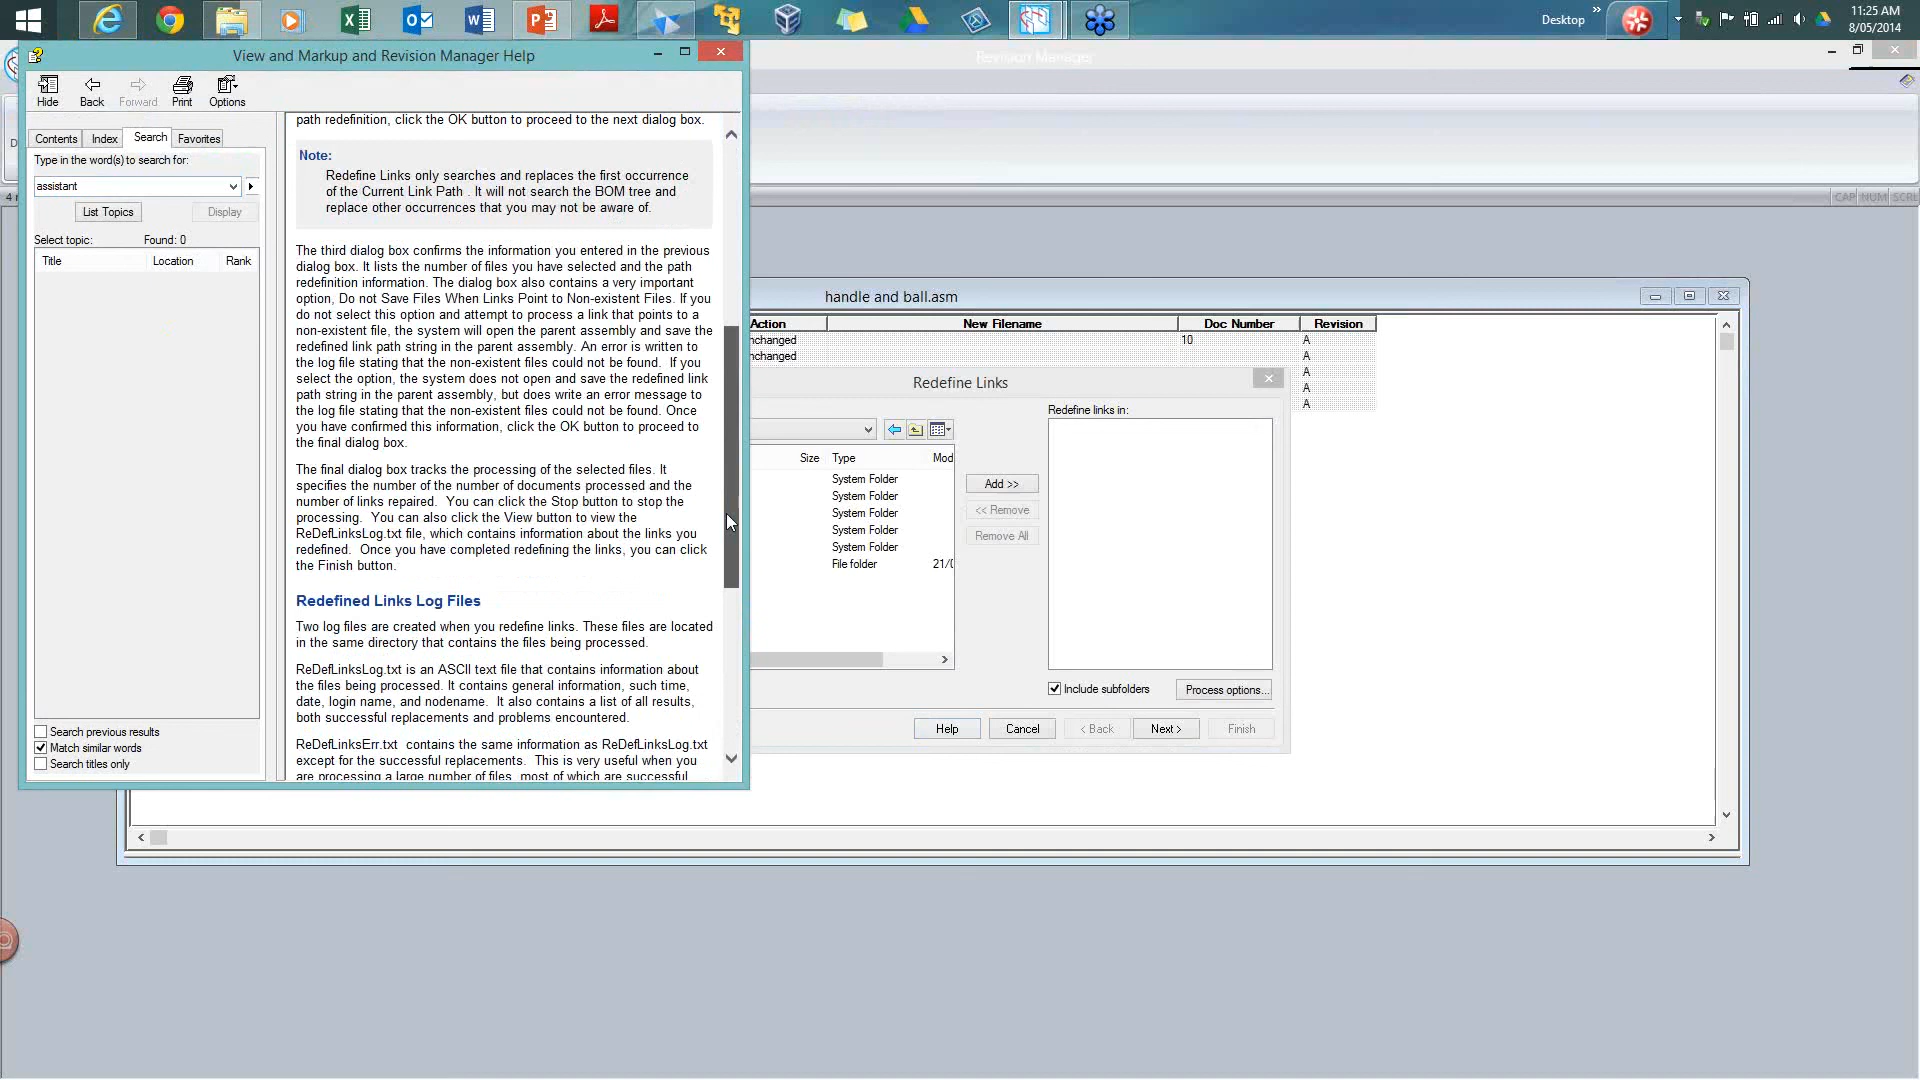 Desktop
»
11:25 AM
8/05/2014
View and Markup and Revision Manager Help
Revision Manager
Hide
Back
Forward
Print
Options
Contents
Index
Search
Favorites
Type in the word(s) to search for:
assistant
List Topics
Display
Select topic:
Found: 0
Title
Location
Rank
Search previous results
Match similar words
Search titles only
path redefinition, click the OK button to proceed to the next dialog box.
Note:
Redefine Links only searches and replaces the first occurrence
of the Current Link Path . It will not search the BOM tree and
replace other occurrences that you may not be aware of.
The third dialog box confirms the information you entered in the previous
dialog box. It lists the number of files you have selected and the path
redefinition information. The dialog box also contains a very important
option, Do not Save Files When Links Point to Non-existent Files. If you
do not select this option and attempt to process a link that points to a
non-existent file, the system will open the parent assembly and save the
redefined link path string in the parent assembly. An error is written to
the log file stating that the non-existent files could not be found.  If you
select the option, the system does not open and save the redefined link
path string in the parent assembly, but does write an error message to
the log file stating that the non-existent files could not be found. Once
you have confirmed this information, click the OK button to proceed to
the final dialog box.
The final dialog box tracks the processing of the selected files. It
specifies the number of the number of documents processed and the
number of links repaired.  You can click the Stop button to stop the
processing.  You can also click the View button to view the
ReDefLinksLog.txt file, which contains information about the links you
redefined.  Once you have completed redefining the links, you can click
the Finish button.
Redefined Links Log Files
Two log files are created when you redefine links. These files are located
in the same directory that contains the files being processed.
ReDefLinksLog.txt is an ASCII text file that contains information about
the files being processed. It contains general information, such time,
date, login name, and nodename.  It also contains a list of all results,
both successful replacements and problems encountered.
ReDefLinksErr.txt  contains the same information as ReDefLinksLog.txt
except for the successful replacements.  This is very useful when you
are processing a large number of files, most of which are successful
CAP NUM SCRL
handle and ball.asm
Action
New Filename
Doc Number
Revision
nchanged
10
A
nchanged
A
A
A
A
Redefine Links
Redefine links in:
Size
Type
Mod
System Folder
System Folder
System Folder
System Folder
System Folder
File folder
21/0
Add >>
<< Remove
Remove All
Include subfolders
Process options...
Help
Cancel
< Back
Next >
Finish